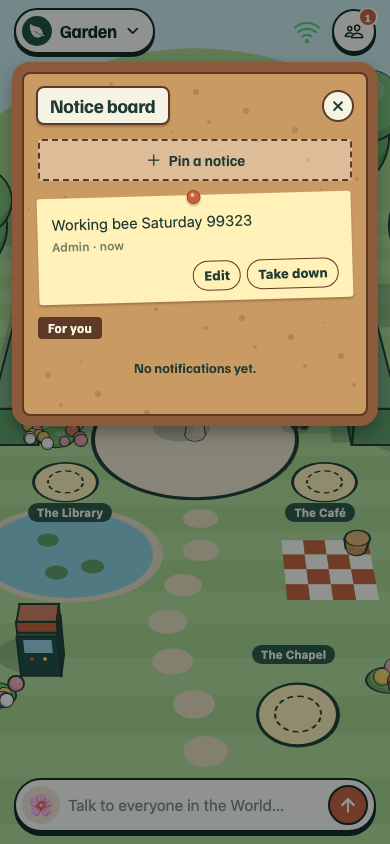 Garden
1
Notice board
Pin a notice
Working bee Saturday 99323
Admin · now
Edit
Take down
For you
No notifications yet.
The Library
The Café
The Chapel
Talk to everyone in the World...